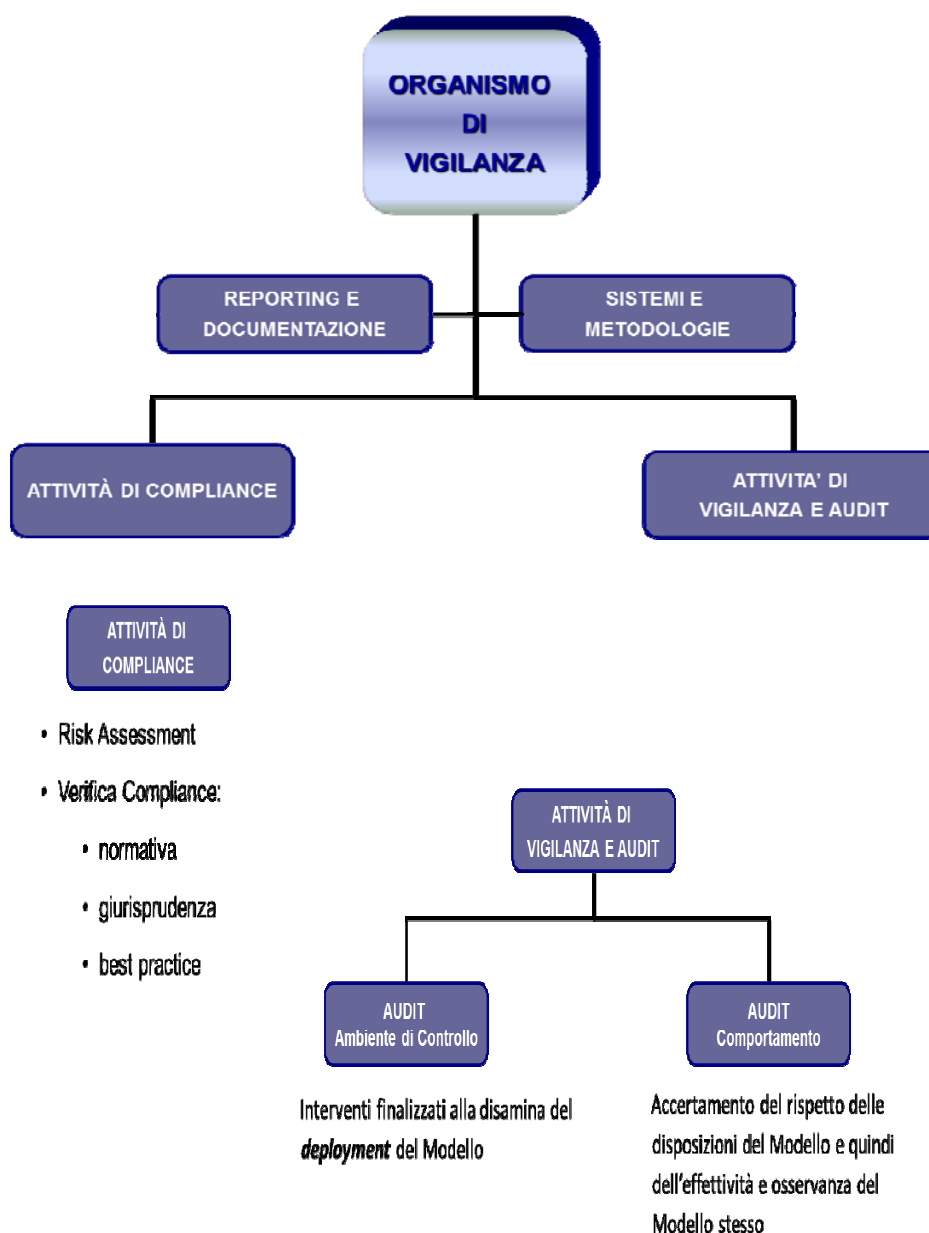 ORGANISMO
DI
VIGILANZA
REPORTING E
DOCUMENTAZIONE
SISTEMI E
METODOLOGIE
ATTIVITÀ DI COMPLIANCE
ATTIVITA' DI
VIGILANZA E AUDIT
ATTIVITÀ DI
COMPLIANCE
• Risk Assessment
• Verifica Compliance:
• normativa
• giurisprudenza
• best practice
ATTIVITÀ DI
VIGILANZA E AUDIT
AUDIT
Ambiente di Controllo
AUDIT
Comportamento
Interventi finalizzati alla disamina del
deployment del Modello
Accertamento del rispetto delle
disposizioni del Modello e quindi
dell'effettività e osservanza del
Modello stesso